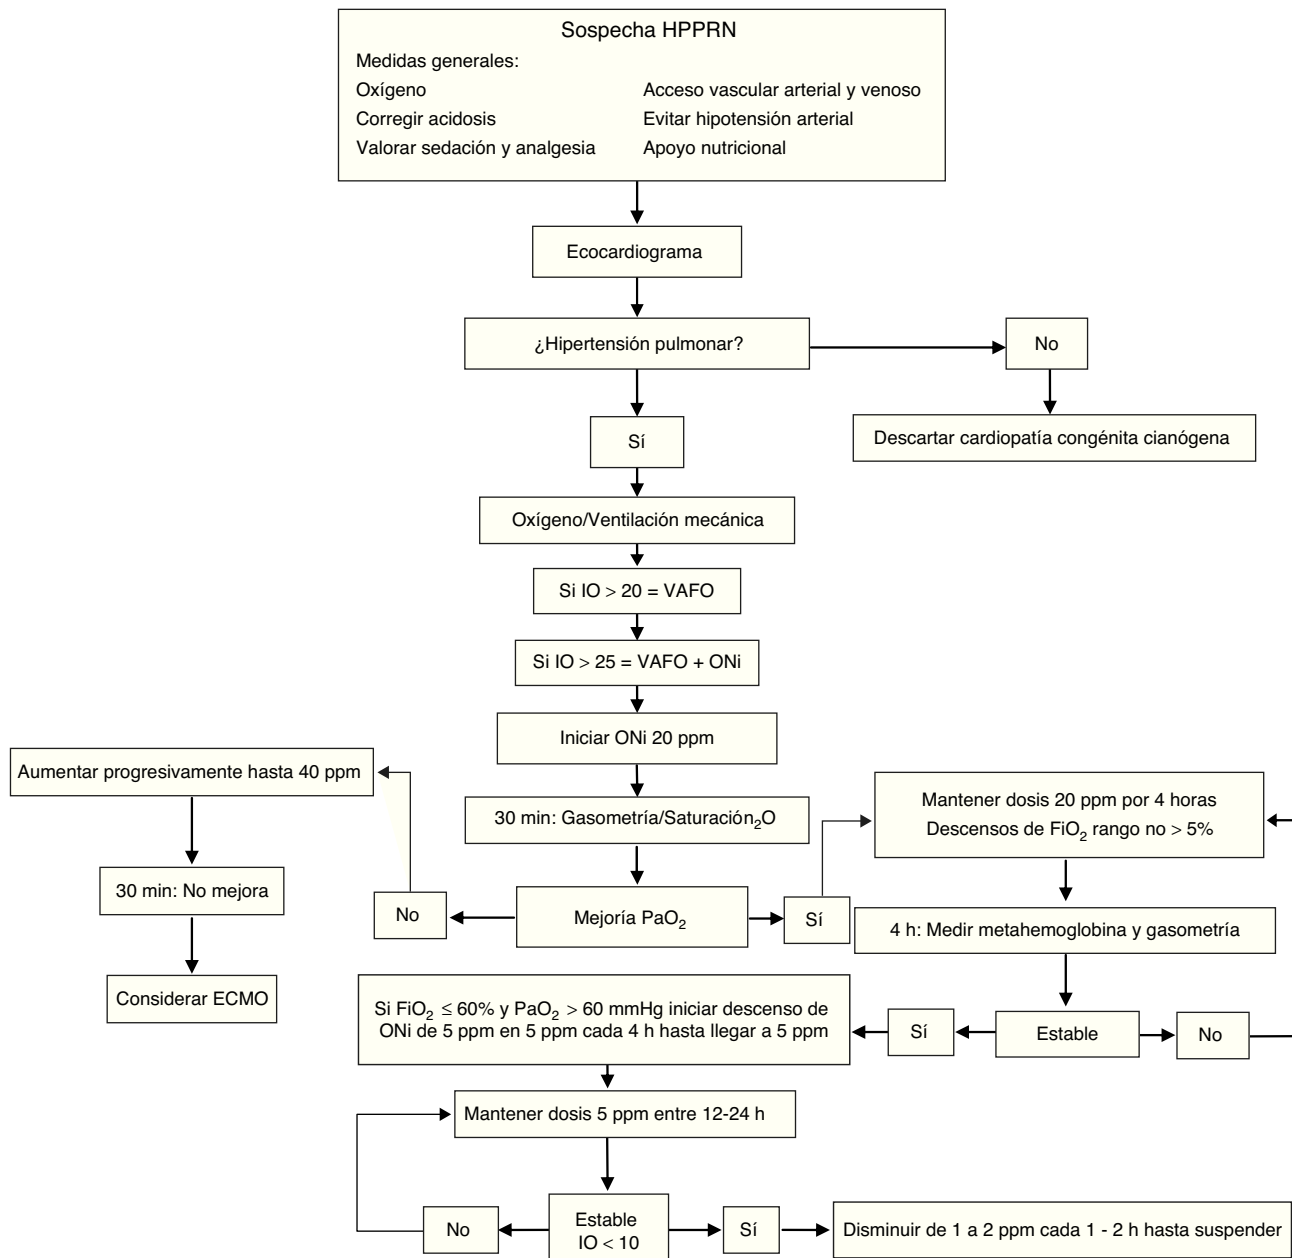 Sospecha HPPRN
Medidas generales:
Oxígeno
Acceso vascular arterial y venoso
Corregir acidosis
Evitar hipotensión arterial
Valorar sedación y analgesia
Apoyo nutricional
Ecocardiograma
¿Hipertensión pulmonar?
No
Descartar cardiopatía congénita cianógena
Sí
Oxígeno/Ventilación mecánica
Si IO > 20 = VAFO
Si IO > 25 = VAFO + ONi
Iniciar ONi 20 ppm
30 min: Gasometría/Saturación₂O
Mejoría PaO₂
No
Aumentar progresivamente hasta 40 ppm
30 min: No mejora
Considerar ECMO
Sí
Mantener dosis 20 ppm por 4 horas
Descensos de FiO₂ rango no > 5%
4 h: Medir metahemoglobina y gasometría
Estable
No
Sí
Si FiO₂ ≤ 60% y PaO₂ > 60 mmHg iniciar descenso de
ONi de 5 ppm en 5 ppm cada 4 h hasta llegar a 5 ppm
Mantener dosis 5 ppm entre 12-24 h
Estable
IO < 10
No
Sí
Disminuir de 1 a 2 ppm cada 1 - 2 h hasta suspender